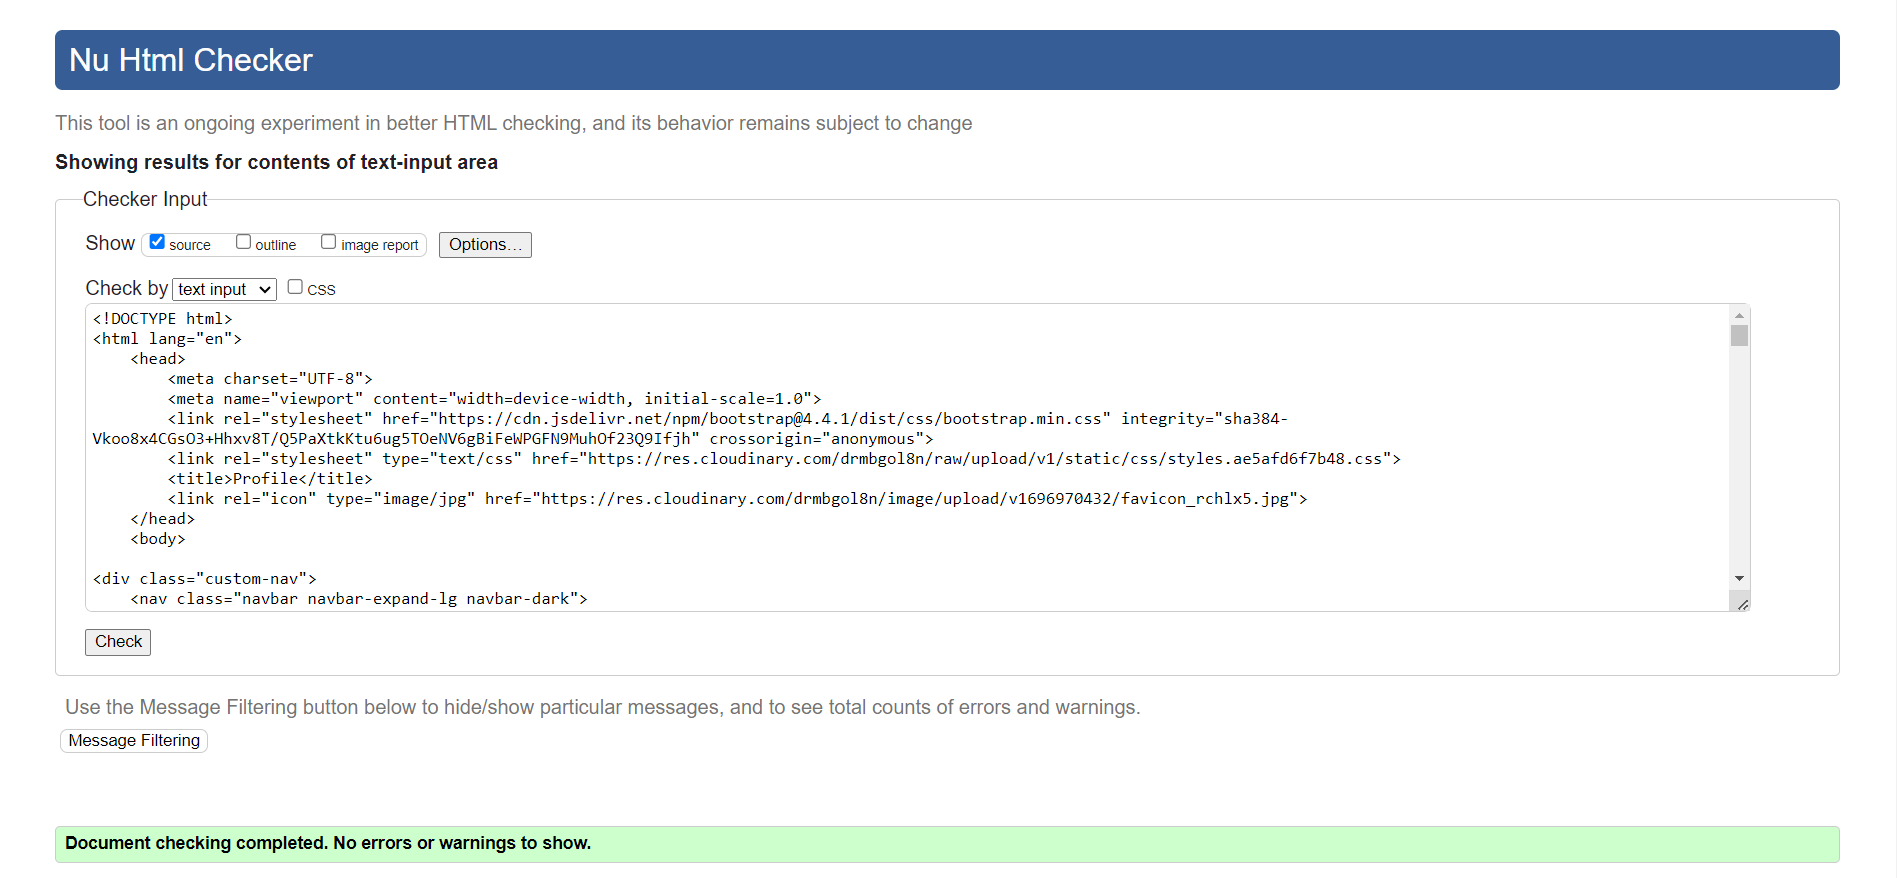 Nu Html Checker
This tool is an ongoing experiment in better HTML checking, and its behavior remains subject to change
Showing results for contents of text-input area
Checker Input
Show source outline image report Options...
Check by text input CSS
<!DOCTYPE html>
<html lang="en">
    <head>
        <meta charset="UTF-8">
        <meta name="viewport" content="width=device-width, initial-scale=1.0">
        <link rel="stylesheet" href="https://cdn.jsdelivr.net/npm/bootstrap@4.4.1/dist/css/bootstrap.min.css" integrity="sha384-
Vkoo8x4CGsO3+Hhxv8T/Q5PaXtkKtu6ug5TOeNV6gBiFeWPGFN9MuhOf23Q9Ifjh" crossorigin="anonymous">
        <link rel="stylesheet" type="text/css" href="https://res.cloudinary.com/drmbgol8n/raw/upload/v1/static/css/styles.ae5afd6f7b48.css">
        <title>Profile</title>
        <link rel="icon" type="image/jpg" href="https://res.cloudinary.com/drmbgol8n/image/upload/v1696970432/favicon_rchlx5.jpg">
    </head>
    <body>
<div class="custom-nav">
    <nav class="navbar navbar-expand-lg navbar-dark">
Check
Use the Message Filtering button below to hide/show particular messages, and to see total counts of errors and warnings.
Message Filtering
Document checking completed. No errors or warnings to show.